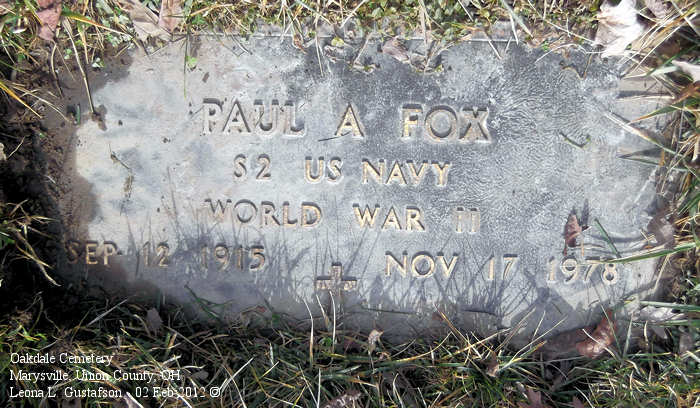 PAUL A FOX
S2 US NAVY
WORLD WAR II
SEP 12 1915 NOV 17 1978
Oakdale Cemetery
Marysville, Union County, OH
Leona L. Gustafson, 02 Feb 2012 ©